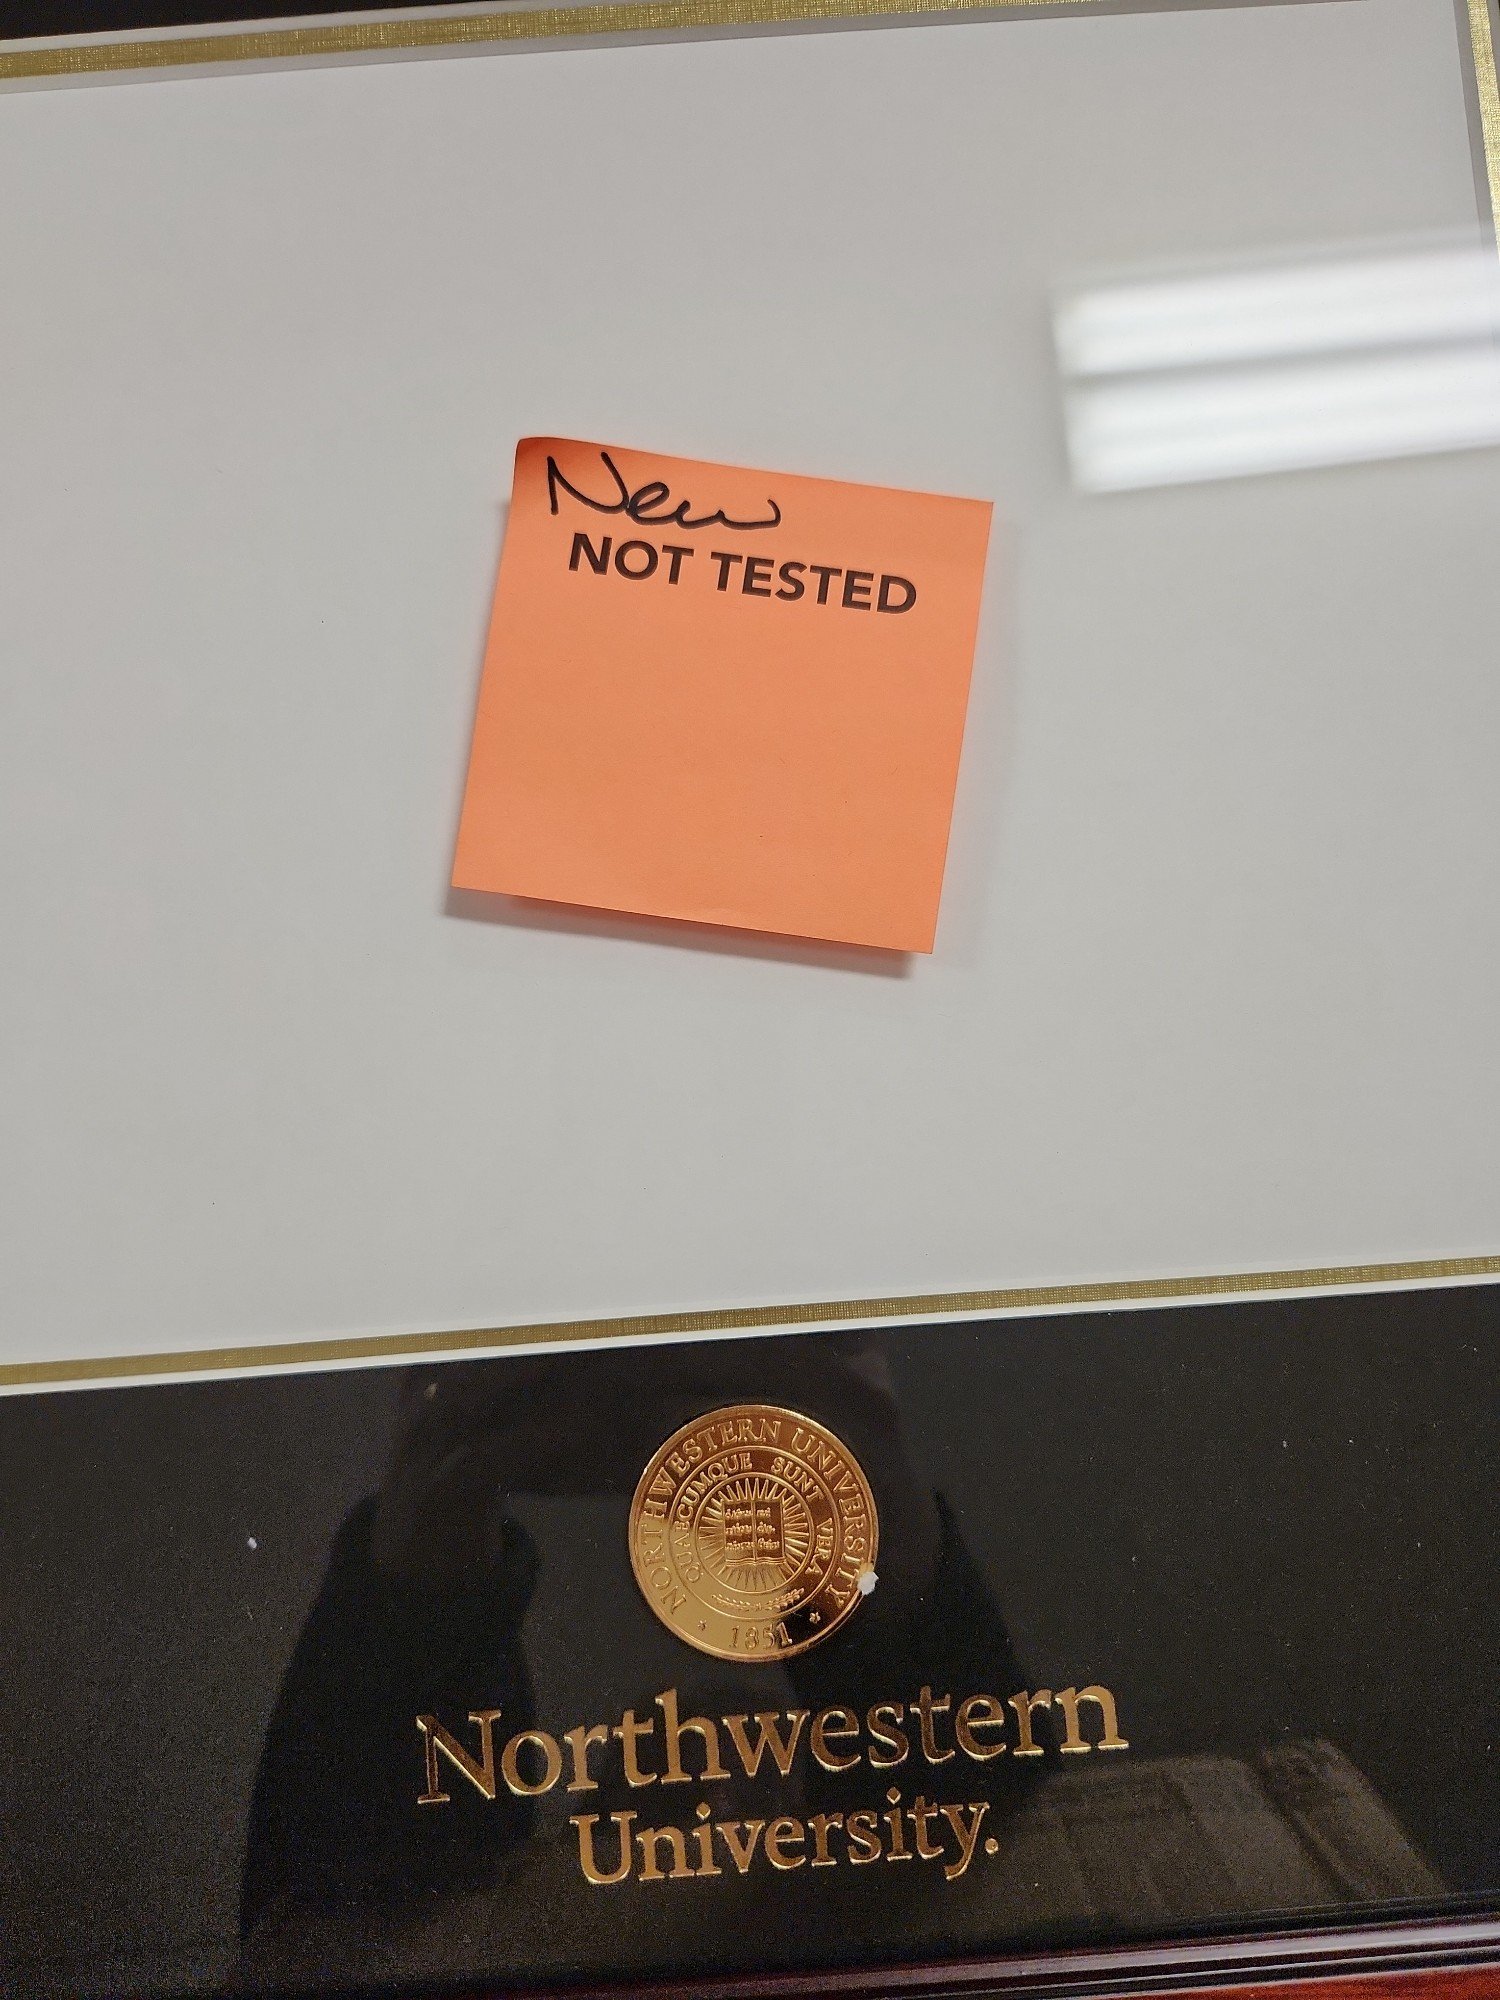 New
NOT TESTED
NORTHWESTERN UNIVERSITY
QUAECUMQUE SUNT VERA
1851
Northwestern
University.